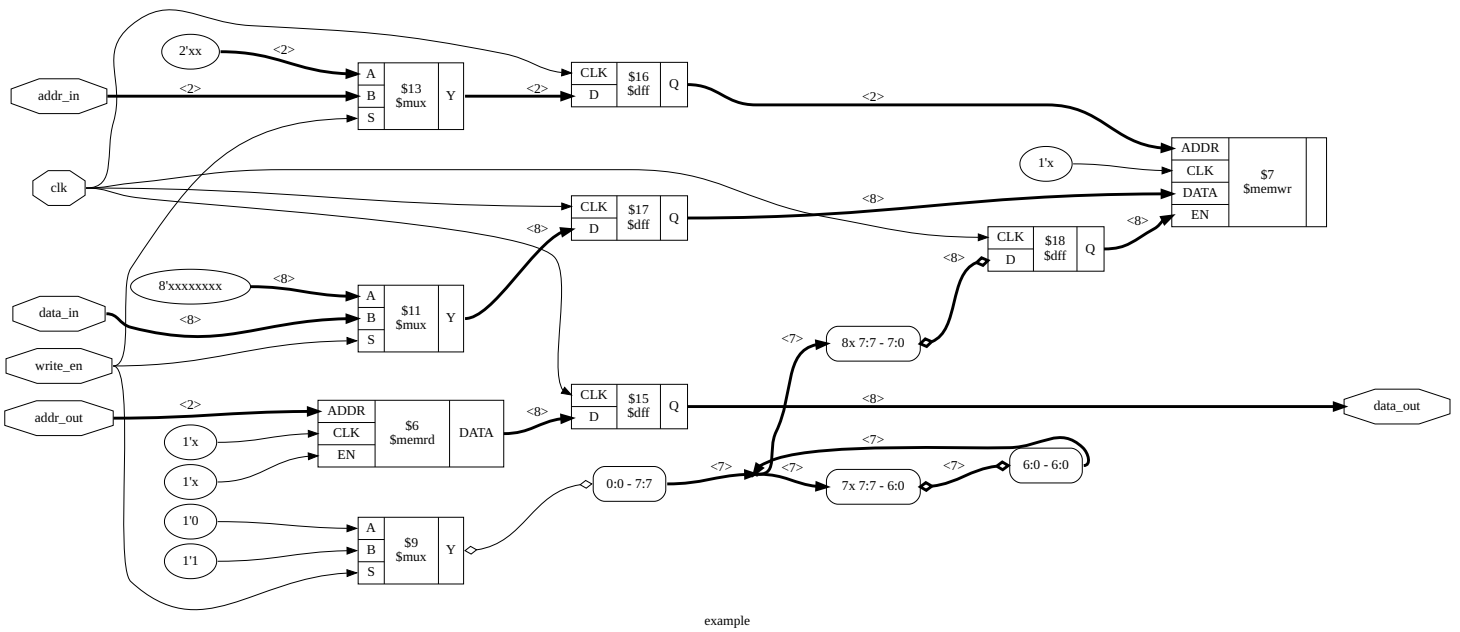 2'xx
<2>
addr_in
<2>
A
B
S
$13
$mux
Y
<2>
CLK
D
$16
$dff
Q
<2>
1'x
ADDR
CLK
DATA
EN
$7
$memwr
clk
CLK
D
$17
$dff
Q
<8>
<8>
<8>
CLK
D
$18
$dff
Q
<8>
8'xxxxxxxx
<8>
data_in
<8>
A
B
S
$11
$mux
Y
write_en
<7>
8x 7:7 - 7:0
addr_out
<2>
ADDR
CLK
EN
$6
$memrd
DATA
<8>
CLK
D
$15
$dff
Q
<8>
data_out
1'x
1'x
<7>
<7>
<7>
0:0 - 7:7
7x 7:7 - 6:0
<7>
6:0 - 6:0
1'0
1'1
A
B
S
$9
$mux
Y
example